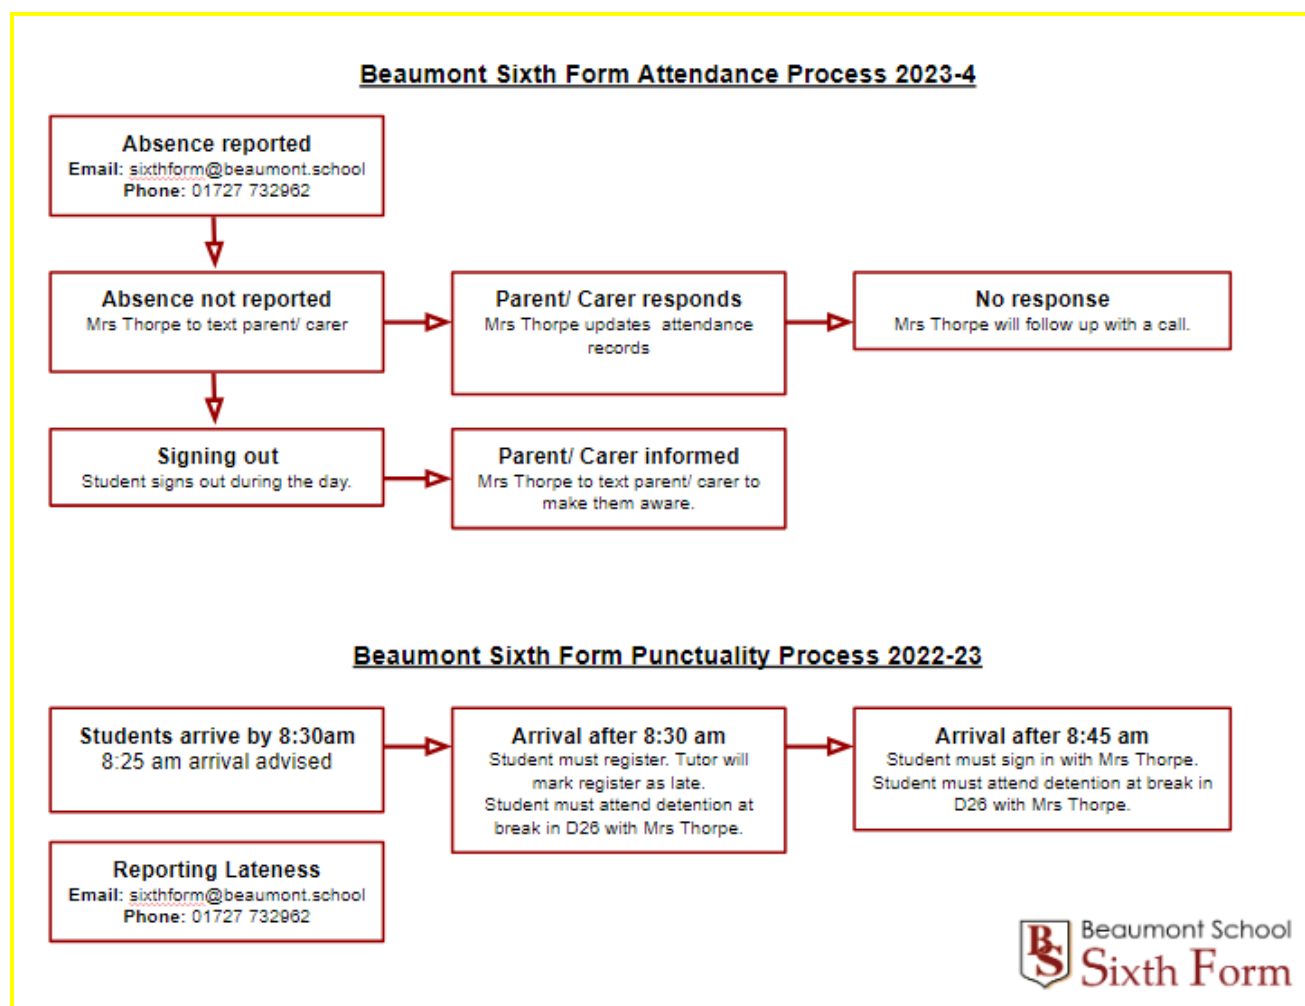 Beaumont Sixth Form Attendance Process 2023-4
Absence reported
Email: sixthform@beaumont.school
Phone: 01727 732962
Absence not reported
Mrs Thorpe to text parent/ carer
Parent/ Carer responds
Mrs Thorpe updates attendance
records
No response
Mrs Thorpe will follow up with a call.
Signing out
Student signs out during the day.
Parent/ Carer informed
Mrs Thorpe to text parent/ carer to
make them aware.
Beaumont Sixth Form Punctuality Process 2022-23
Students arrive by 8:30am
8:25 am arrival advised
Arrival after 8:30 am
Student must register. Tutor will
mark register as late.
Student must attend detention at
break in D26 with Mrs Thorpe.
Arrival after 8:45 am
Student must sign in with Mrs Thorpe.
Student must attend detention at break in
D26 with Mrs Thorpe.
Reporting Lateness
Email: sixthform@beaumont.school
Phone: 01727 732962
BS
Beaumont School
Sixth Form